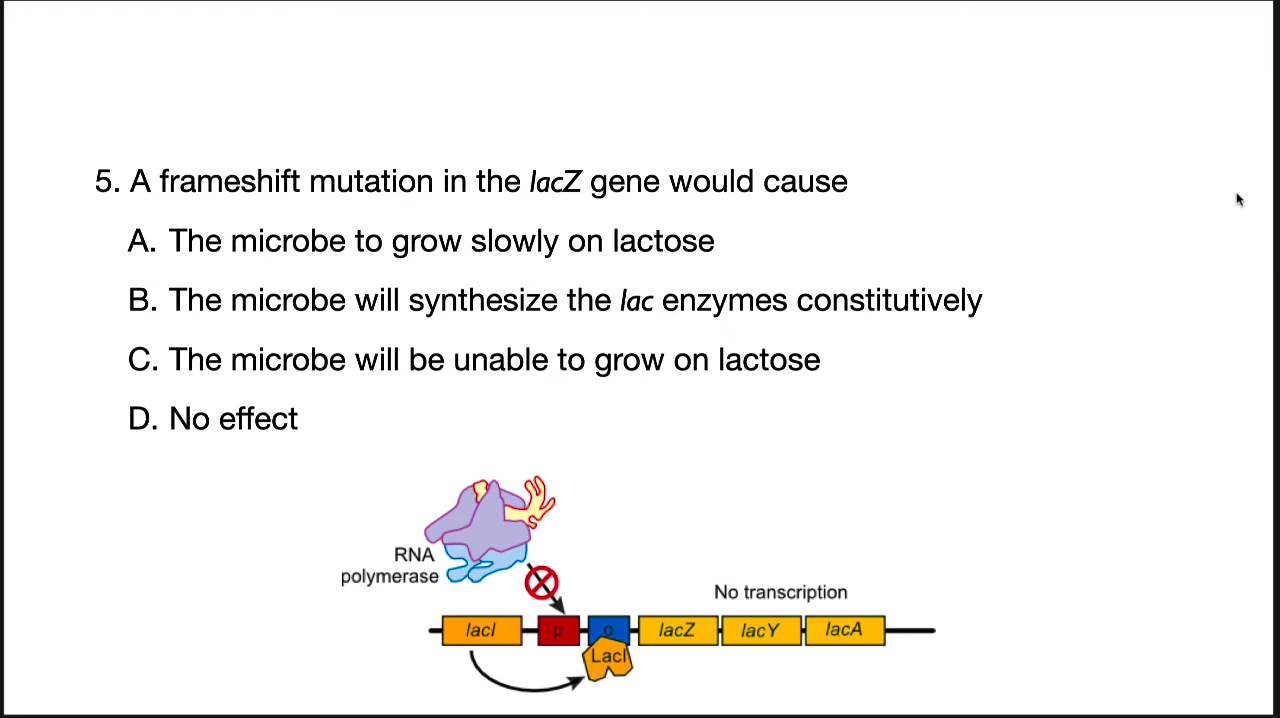 5. A frameshift mutation in the lacZ gene would cause
A. The microbe to grow slowly on lactose
B. The microbe will synthesize the lac enzymes constitutively
C. The microbe will be unable to grow on lactose
D. No effect
RNA
polymerase
No transcription
lacI p o lacZ lacY lacA
LacI